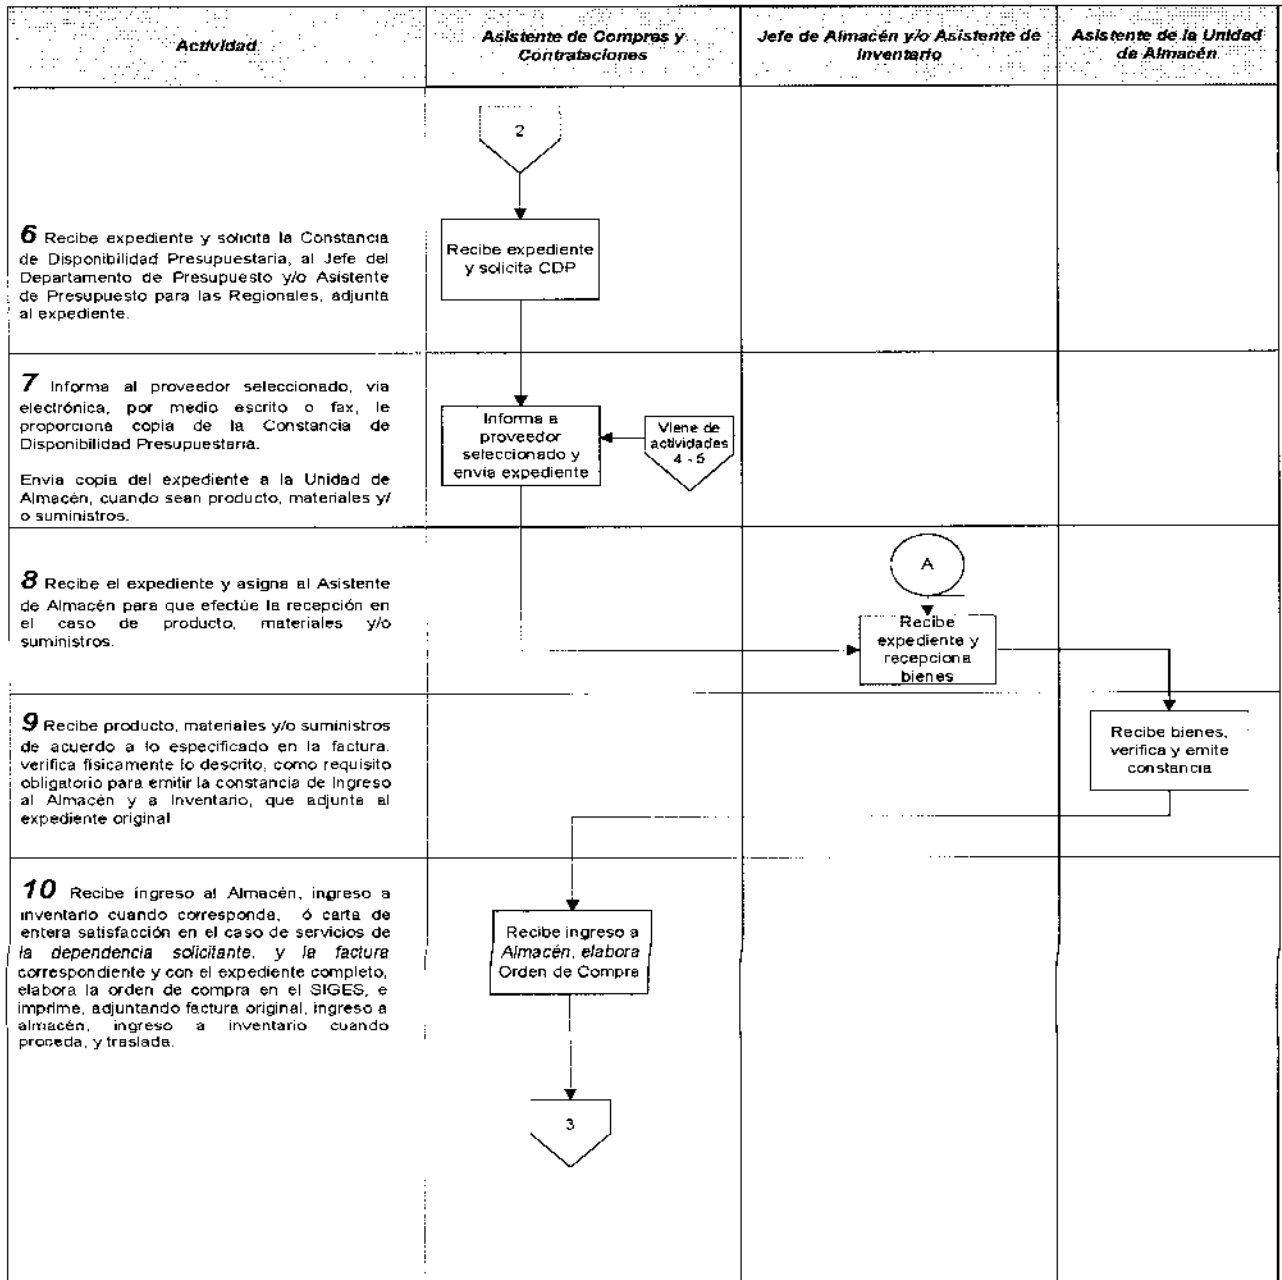 Actividad
Asistente de Compras y
Contrataciones
Jefe de Almacén y/o Asistente de
Inventario
Asistente de la Unidad
de Almacén
2
6 Recibe expediente y solicita la Constancia
de Disponibilidad Presupuestaria, al Jefe del
Departamento de Presupuesto y/o Asistente
de Presupuesto para las Regionales, adjunta
al expediente.
Recibe expediente
y solicita CDP
7 Informa al proveedor seleccionado, via
electrónica, por medio escrito o fax, le
proporciona copia de la Constancia de
Disponibilidad Presupuestaria.
Envia copia del expediente a la Unidad de
Almacén, cuando sean producto, materiales y/
o suministros.
Informa a
proveedor
seleccionado y
envía expediente
Viene de
actividades
4 - 5
8 Recibe el expediente y asigna al Asistente
de Almacén para que efectúe la recepción en
el caso de producto, materiales y/o
suministros.
A
Recibe
expediente y
recepciona
bienes
9 Recibe producto, materiales y/o suministros
de acuerdo a lo especificado en la factura,
verifica físicamente lo descrito, como requisito
obligatorio para emitir la constancia de Ingreso
al Almacén y a Inventario, que adjunta al
expediente original
Recibe bienes,
verifica y emite
constancia
10 Recibe ingreso al Almacén, ingreso a
inventario cuando corresponda, ó carta de
entera satisfacción en el caso de servicios de
la dependencia solicitante, y la factura
correspondiente y con el expediente completo,
elabora la orden de compra en el SIGES, e
imprime, adjuntando factura original, ingreso a
almacén, ingreso a inventario cuando
proceda, y traslada.
Recibe ingreso a
Almacén, elabora
Orden de Compra
3